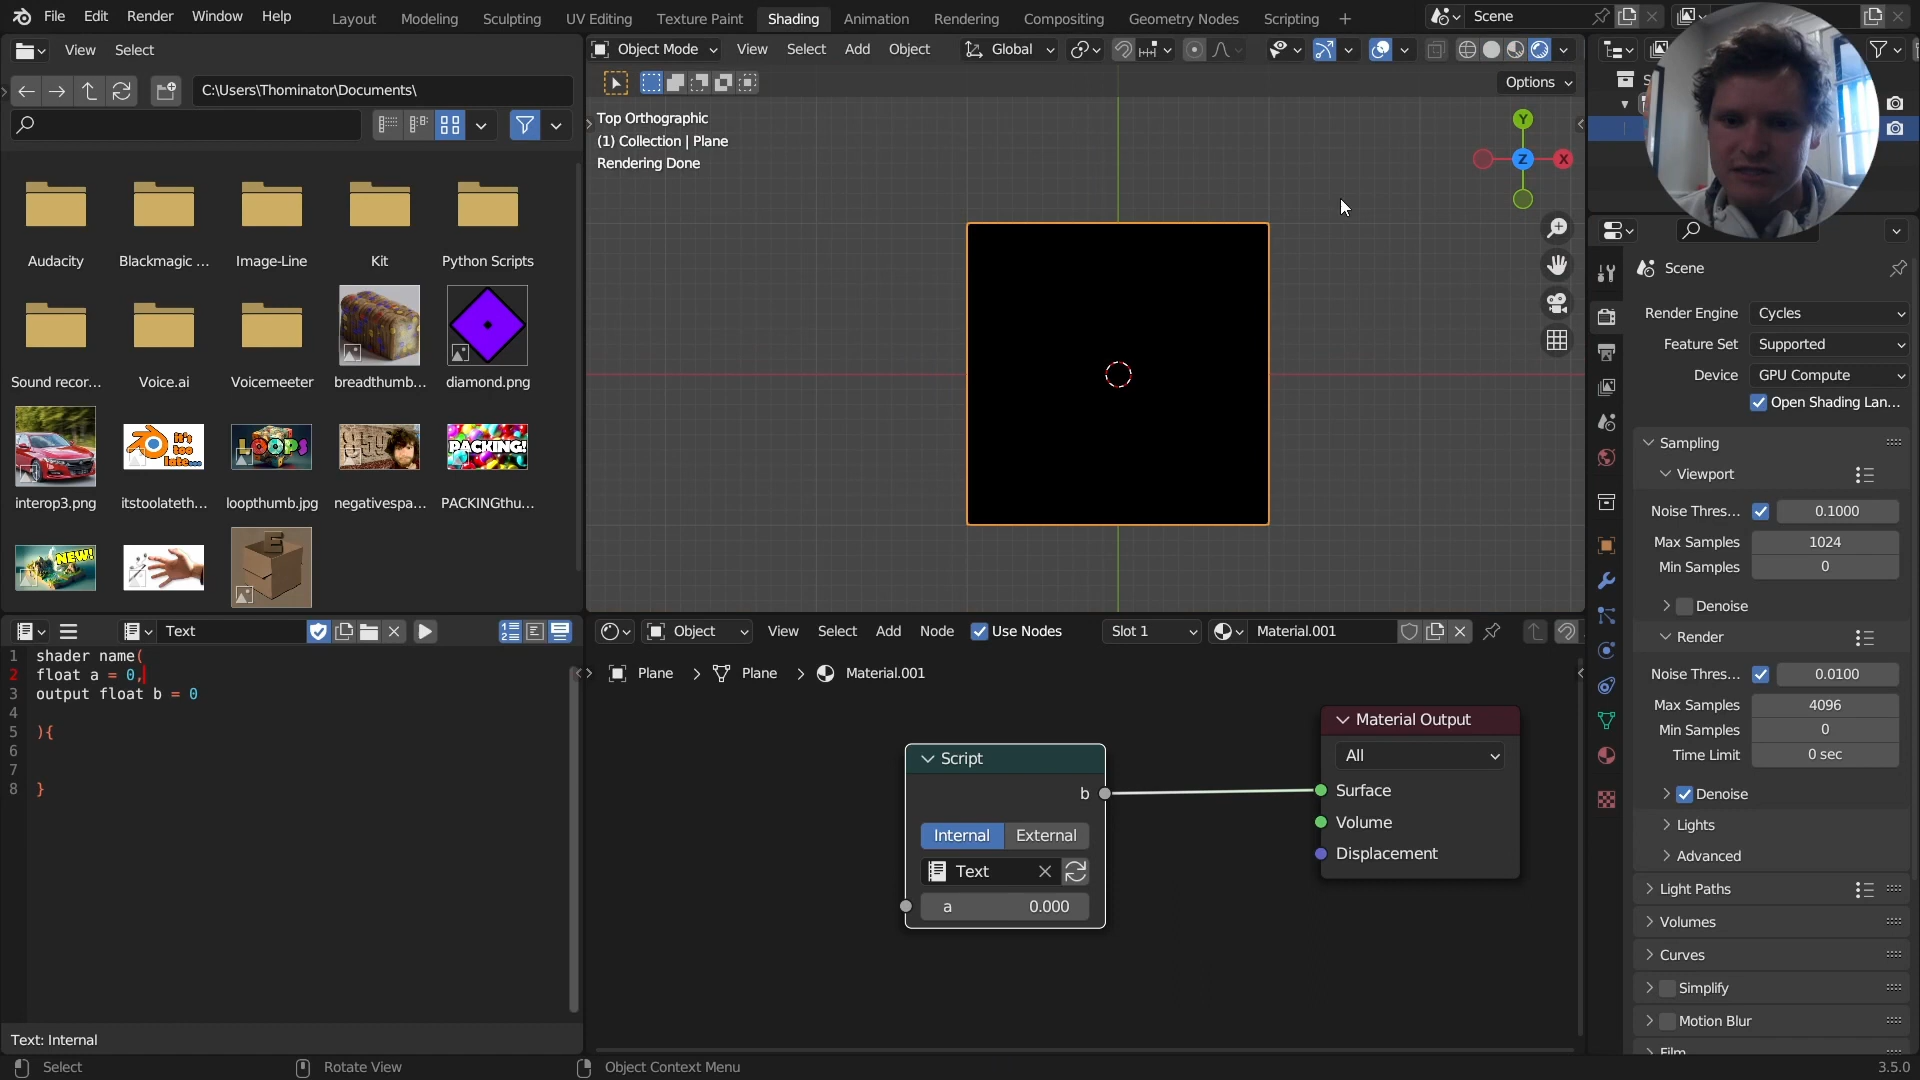 File Edit Render Window Help
Layout Modeling Sculpting UV Editing Texture Paint Shading Animation Rendering Compositing Geometry Nodes Scripting
Scene
View Select
C:\Users\Thominator\Documents\
Audacity Blackmagic ... Image-Line Kit Python Scripts
Sound recor... Voice.ai Voicemeeter breadthumb... diamond.png
it's too late...
LOOPS
PACKING!
interop3.png itstoolateth... loopthumb.jpg negativespa... PACKINGthu...
NEW!
E
Object Mode View Select Add Object Global
Options
Top Orthographic
(1) Collection | Plane
Rendering Done
Y
Z
X
Scene
Render Engine Cycles
Feature Set Supported
Device GPU Compute
Open Shading Lan...
Sampling
Viewport
Noise Thres... 0.1000
Max Samples 1024
Min Samples 0
Denoise
Render
Noise Thres... 0.0100
Max Samples 4096
Min Samples 0
Time Limit 0 sec
Denoise
Lights
Advanced
Light Paths
Volumes
Curves
Simplify
Motion Blur
Film
Text
1 shader name(
2 float a = 0,
3 output float b = 0
4
5 ){
6
7
8 }
Text: Internal
Object View Select Add Node Use Nodes Slot 1 Material.001
Plane > Plane > Material.001
Script
b
Internal External
Text
a 0.000
Material Output
All
Surface
Volume
Displacement
Select Rotate View Object Context Menu 3.5.0